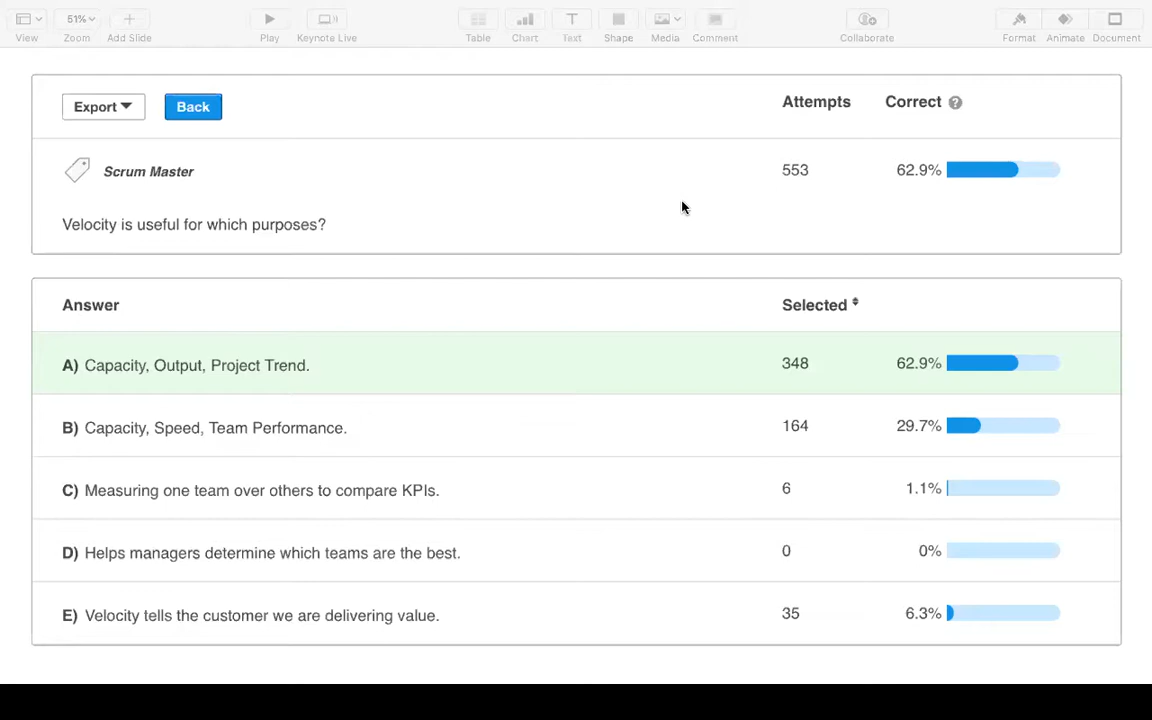 51%
View Zoom Add Slide Play Keynote Live Table Chart Text Shape Media Comment Collaborate Format Animate Document
Export Back Attempts Correct ?
Scrum Master 553 62.9%
Velocity is useful for which purposes?
Answer Selected
A) Capacity, Output, Project Trend. 348 62.9%
B) Capacity, Speed, Team Performance. 164 29.7%
C) Measuring one team over others to compare KPIs. 6 1.1%
D) Helps managers determine which teams are the best. 0 0%
E) Velocity tells the customer we are delivering value. 35 6.3%